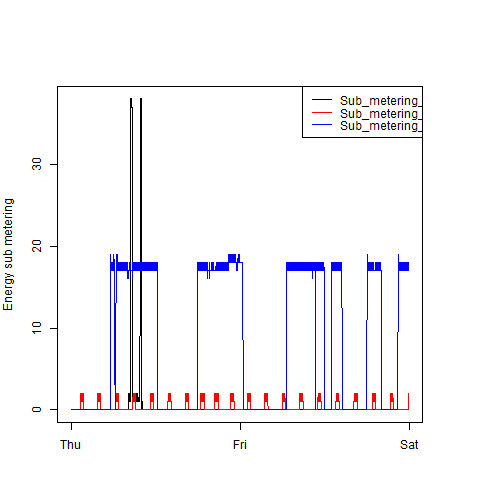 Sub_metering_
Sub_metering_
Sub_metering_
Energy sub metering
30
20
10
0
Thu Fri Sat